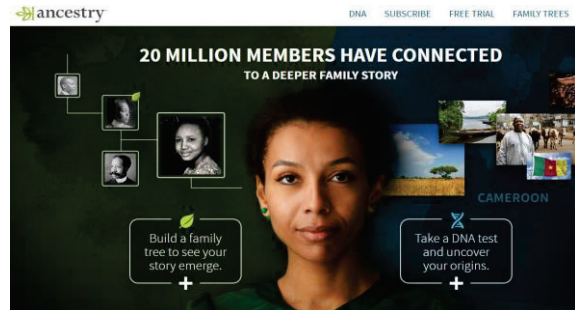 ancestry
DNA SUBSCRIBE FREE TRIAL FAMILY TREES
20 MILLION MEMBERS HAVE CONNECTED
TO A DEEPER FAMILY STORY
CAMEROON
Build a family
tree to see your
story emerge.
+
Take a DNA test
and uncover
your origins.
+